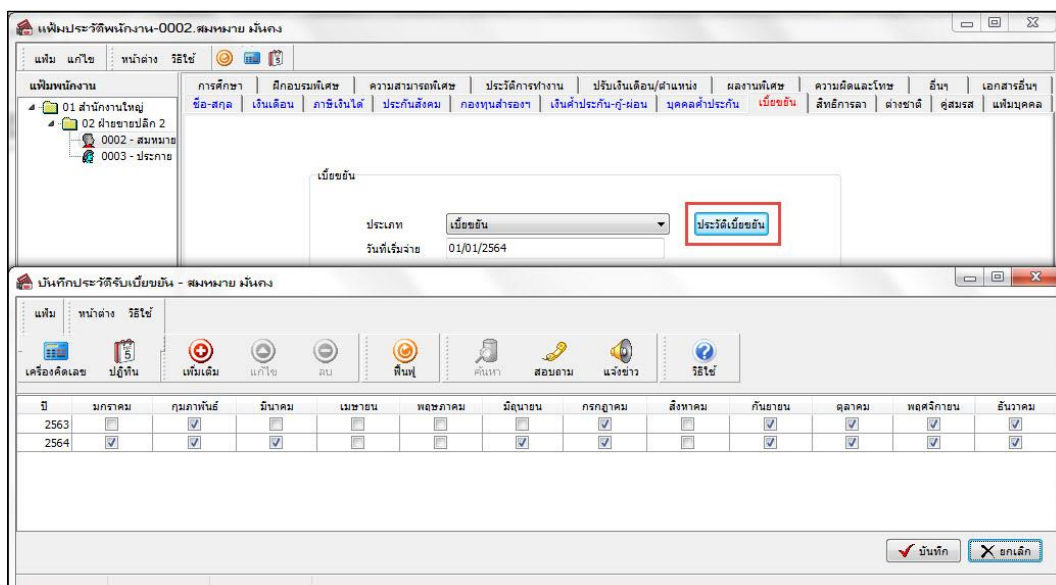 แฟ้มประวัติพนักงาน-0002.สมหมาย มั่นคง
แฟ้ม แก้ไข หน้าต่าง วิธีใช้
แฟ้มพนักงาน
การศึกษา ฝึกอบรมพิเศษ ความสามารถพิเศษ ประวัติการทำงาน ปรับเงินเดือน/ตำแหน่ง ผลงานพิเศษ ความผิดและโทษ อื่นๆ เอกสารอื่นๆ
ชื่อ-สกุล เงินเดือน ภาษีเงินได้ ประกันสังคม กองทุนสำรองฯ เงินค้ำประกัน-กู้-ผ่อน บุคคลค้ำประกัน เบี้ยขยัน สิทธิการลา ต่างชาติ คู่สมรส แฟ้มบุคคล
01 สำนักงานใหญ่
02 ฝ่ายขายปลีก 2
0002 - สมหมาย
0003 - ประกาย
เบี้ยขยัน
ประเภท เบี้ยขยัน ประวัติเบี้ยขยัน
วันที่เริ่มจ่าย 01/01/2564
บันทึกประวัติรับเบี้ยขยัน - สมหมาย มั่นคง
แฟ้ม หน้าต่าง วิธีใช้
เครื่องคิดเลข ปฏิทิน เพิ่มเติม แก้ไข ลบ ฟื้นฟู ค้นหา สอบถาม แจ้งข่าว วิธีใช้
ปี มกราคม กุมภาพันธ์ มีนาคม เมษายน พฤษภาคม มิถุนายน กรกฎาคม สิงหาคม กันยายน ตุลาคม พฤศจิกายน ธันวาคม
2563
2564
บันทึก ยกเลิก